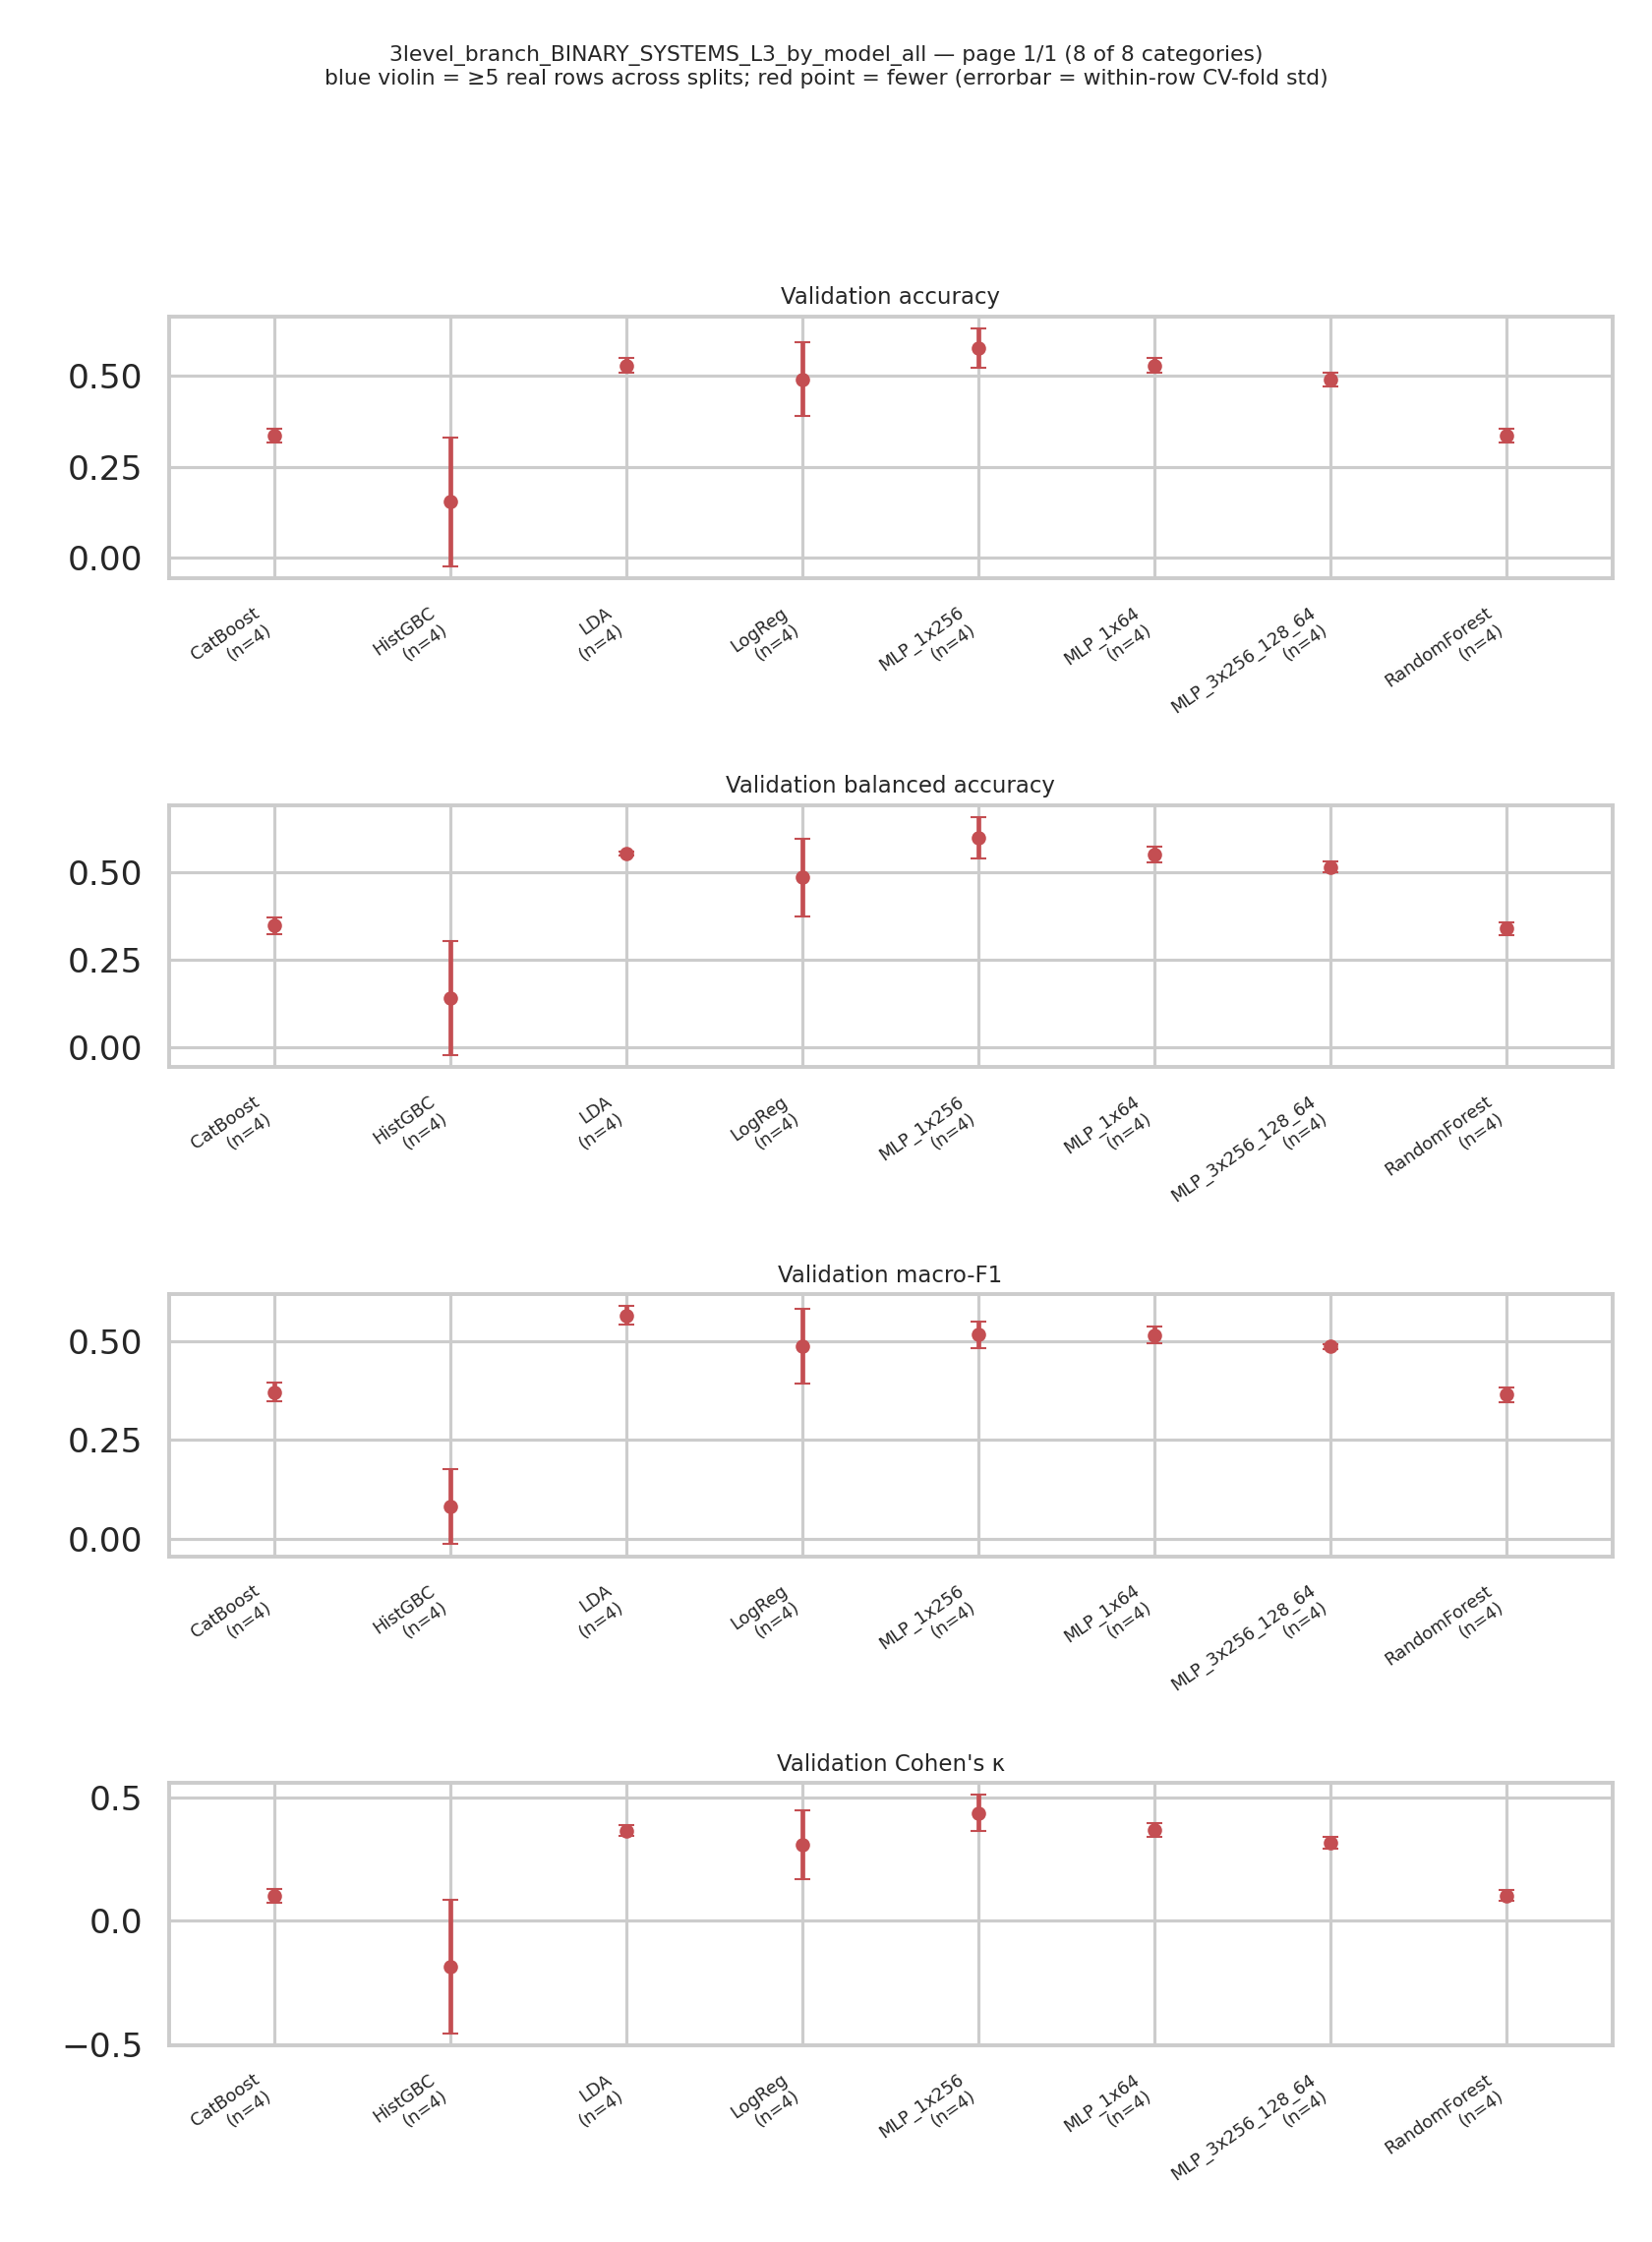 3level_branch_BINARY_SYSTEMS_L3_by_model_all — page 1/1 (8 of 8 categories)
blue violin = ≥5 real rows across splits; red point = fewer (errorbar = within-row CV-fold std)
Validation accuracy
0.50
0.25
0.00
CatBoost
(n=4)
HistGBC
(n=4)
LDA
(n=4)
LogReg
(n=4)
MLP_1x256
(n=4)
MLP_1x64
(n=4)
MLP_3x256_128_64
(n=4)
RandomForest
(n=4)
Validation balanced accuracy
0.50
0.25
0.00
CatBoost
(n=4)
HistGBC
(n=4)
LDA
(n=4)
LogReg
(n=4)
MLP_1x256
(n=4)
MLP_1x64
(n=4)
MLP_3x256_128_64
(n=4)
RandomForest
(n=4)
Validation macro-F1
0.50
0.25
0.00
CatBoost
(n=4)
HistGBC
(n=4)
LDA
(n=4)
LogReg
(n=4)
MLP_1x256
(n=4)
MLP_1x64
(n=4)
MLP_3x256_128_64
(n=4)
RandomForest
(n=4)
Validation Cohen's κ
0.5
0.0
−0.5
CatBoost
(n=4)
HistGBC
(n=4)
LDA
(n=4)
LogReg
(n=4)
MLP_1x256
(n=4)
MLP_1x64
(n=4)
MLP_3x256_128_64
(n=4)
RandomForest
(n=4)